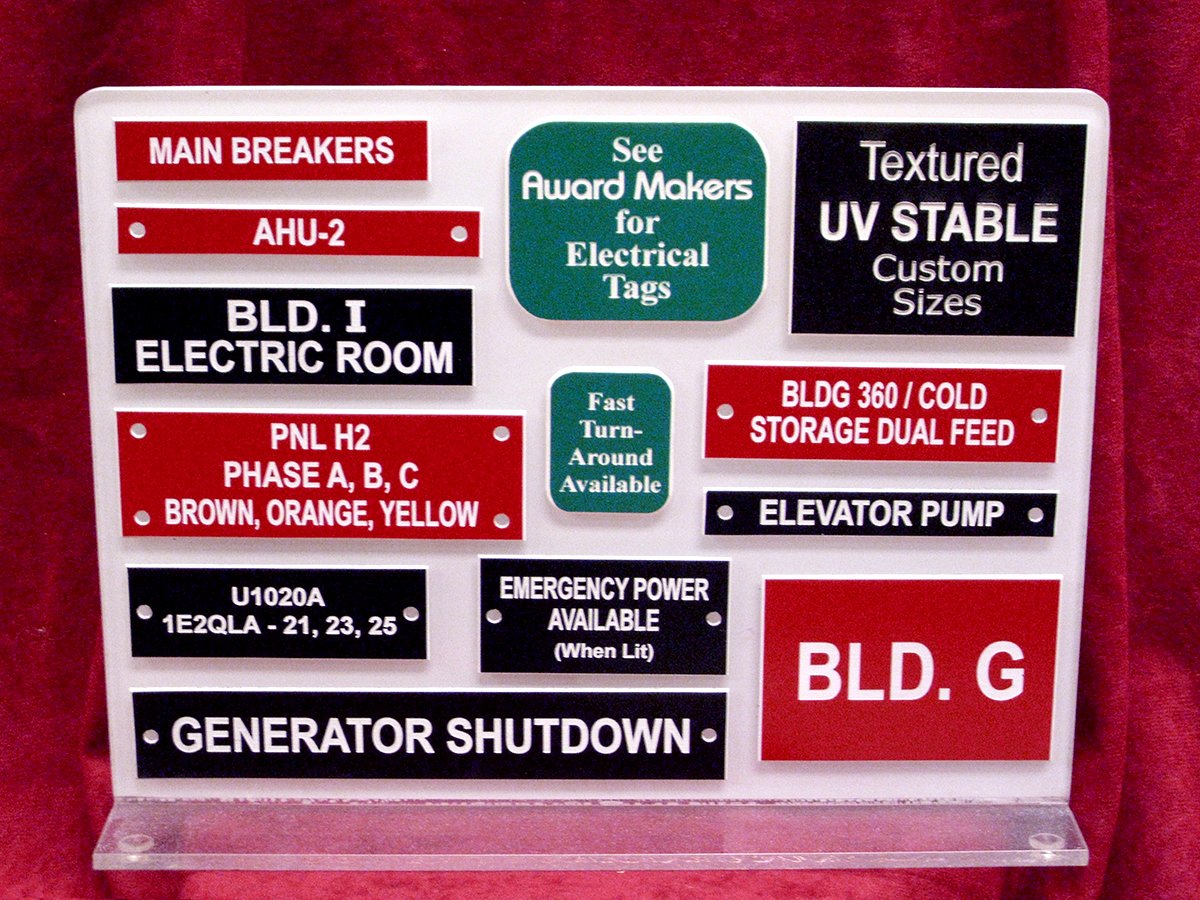 MAIN BREAKERS
AHU-2
BLD. I
ELECTRIC ROOM
PNL H2
PHASE A, B, C
BROWN, ORANGE, YELLOW
U1020A
1E2QLA - 21, 23, 25
GENERATOR SHUTDOWN
See
Award Makers
for
Electrical
Tags
Fast
Turn-
Around
Available
EMERGENCY POWER
AVAILABLE
(When Lit)
Textured
UV STABLE
Custom
Sizes
BLDG 360 / COLD
STORAGE DUAL FEED
ELEVATOR PUMP
BLD. G